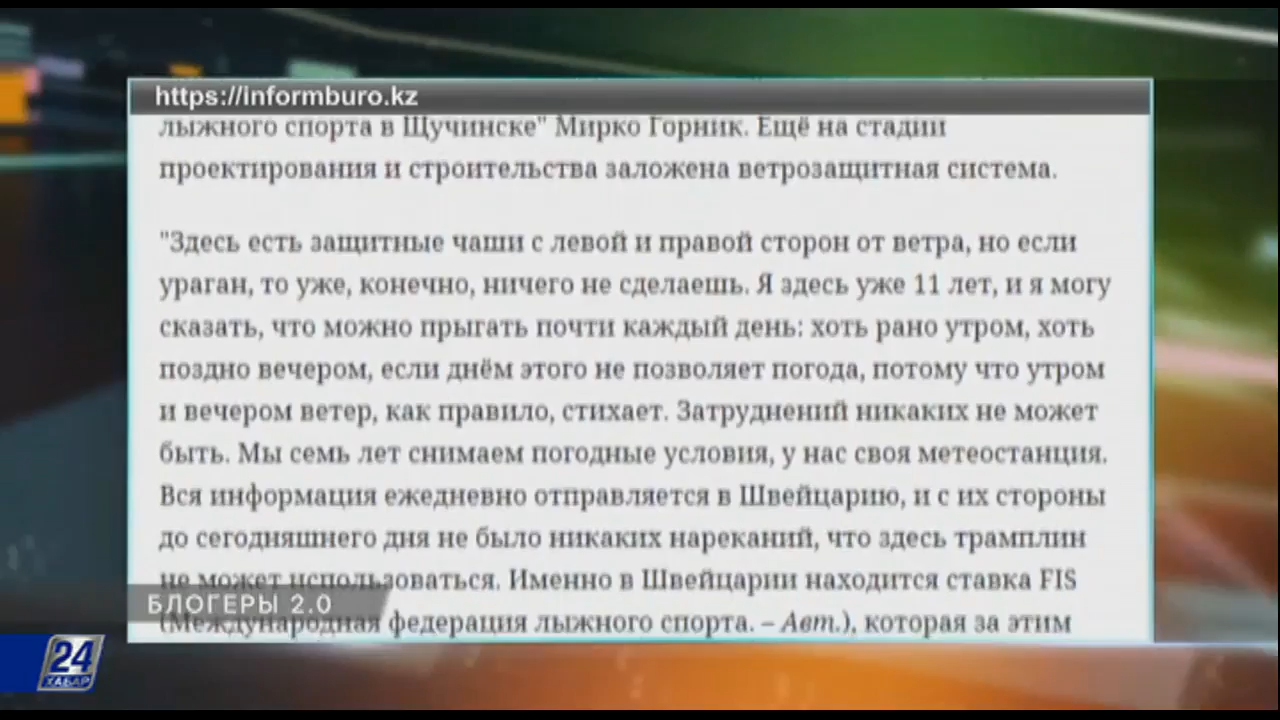 https://informburo.kz
лыжного спорта в Щучинске" Мирко Горник. Ещё на стадии
проектирования и строительства заложена ветрозащитная система.
"Здесь есть защитные чаши с левой и правой сторон от ветра, но если
ураган, то уже, конечно, ничего не сделаешь. Я здесь уже 11 лет, и я могу
сказать, что можно прыгать почти каждый день: хоть рано утром, хоть
поздно вечером, если днём этого не позволяет погода, потому что утром
и вечером ветер, как правило, стихает. Затруднений никаких не может
быть. Мы семь лет снимаем погодные условия, у нас своя метеостанция.
Вся информация ежедневно отправляется в Швейцарию, и с их стороны
до сегодняшнего дня не было никаких нареканий, что здесь трамплин
не может использоваться. Именно в Швейцарии находится ставка FIS
(Международная федерация лыжного спорта. – Авт.), которая за этим
БЛОГЕРЫ 2.0
24
ХАБАР